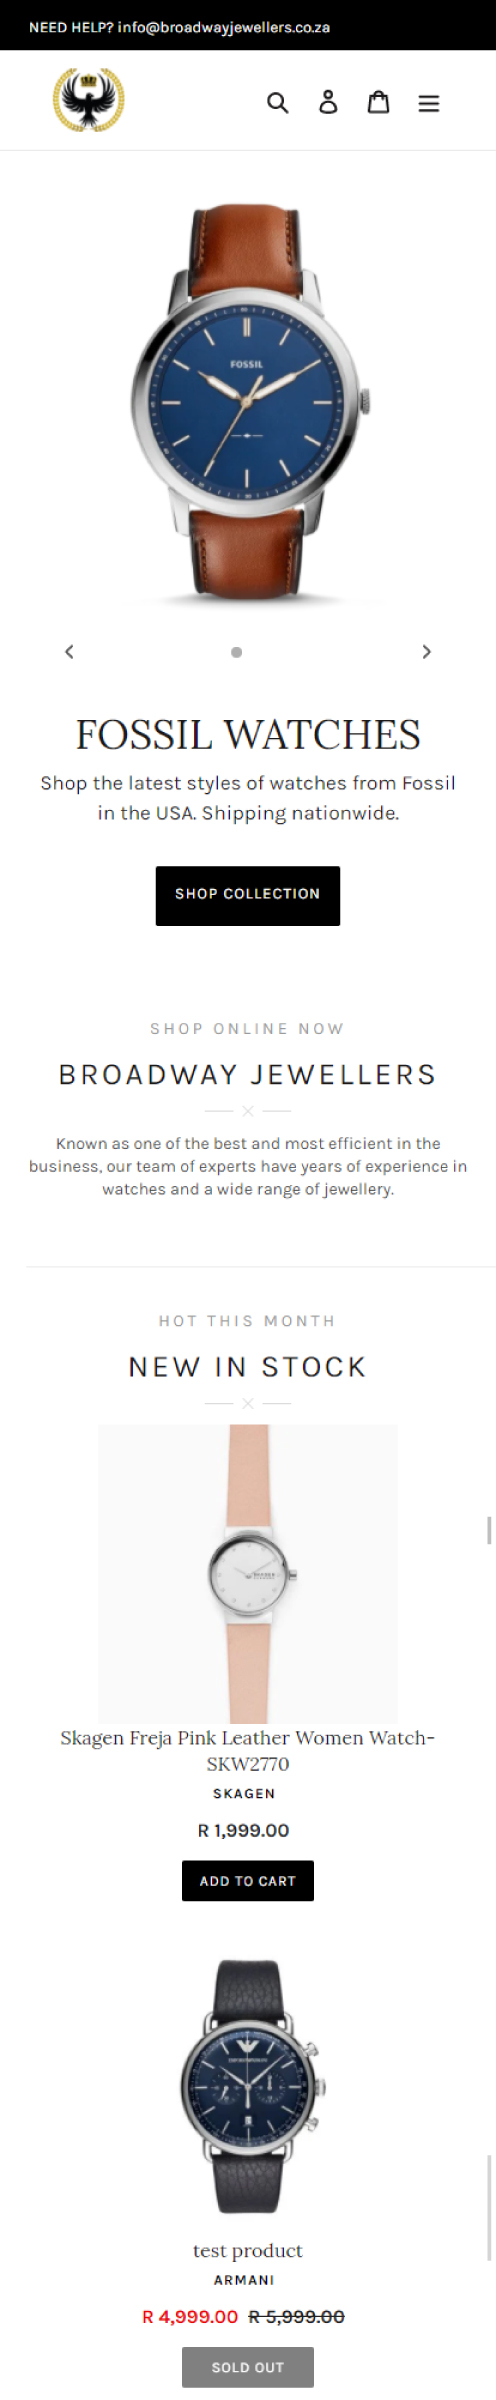 NEED HELP? info@broadwayjewellers.co.za
FOSSIL
FOSSIL WATCHES
Shop the latest styles of watches from Fossil
in the USA. Shipping nationwide.
SHOP COLLECTION
SHOP ONLINE NOW
BROADWAY JEWELLERS
Known as one of the best and most efficient in the
business, our team of experts have years of experience in
watches and a wide range of jewellery.
HOT THIS MONTH
NEW IN STOCK
Skagen Freja Pink Leather Women Watch-
SKW2770
SKAGEN
R 1,999.00
ADD TO CART
test product
ARMANI
R 4,999.00 R 5,999.00
SOLD OUT